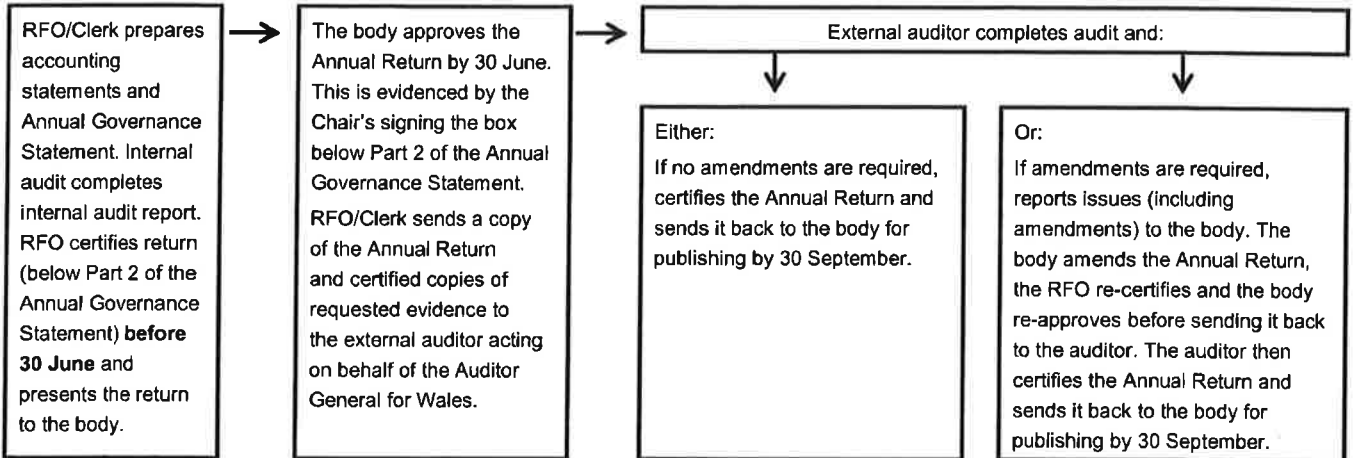 RFO/Clerk prepares
accounting
statements and
Annual Governance
Statement. Internal
audit completes
internal audit report.
RFO certifies return
(below Part 2 of the
Annual Governance
Statement) before
30 June and
presents the return
to the body.
The body approves the
Annual Return by 30 June.
This is evidenced by the
Chair's signing the box
below Part 2 of the Annual
Governance Statement.
RFO/Clerk sends a copy
of the Annual Return
and certified copies of
requested evidence to
the external auditor acting
on behalf of the Auditor
General for Wales.
External auditor completes audit and:
Either:
If no amendments are required,
certifies the Annual Return and
sends it back to the body for
publishing by 30 September.
Or:
If amendments are required,
reports issues (including
amendments) to the body. The
body amends the Annual Return,
the RFO re-certifies and the body
re-approves before sending it back
to the auditor. The auditor then
certifies the Annual Return and
sends it back to the body for
publishing by 30 September.